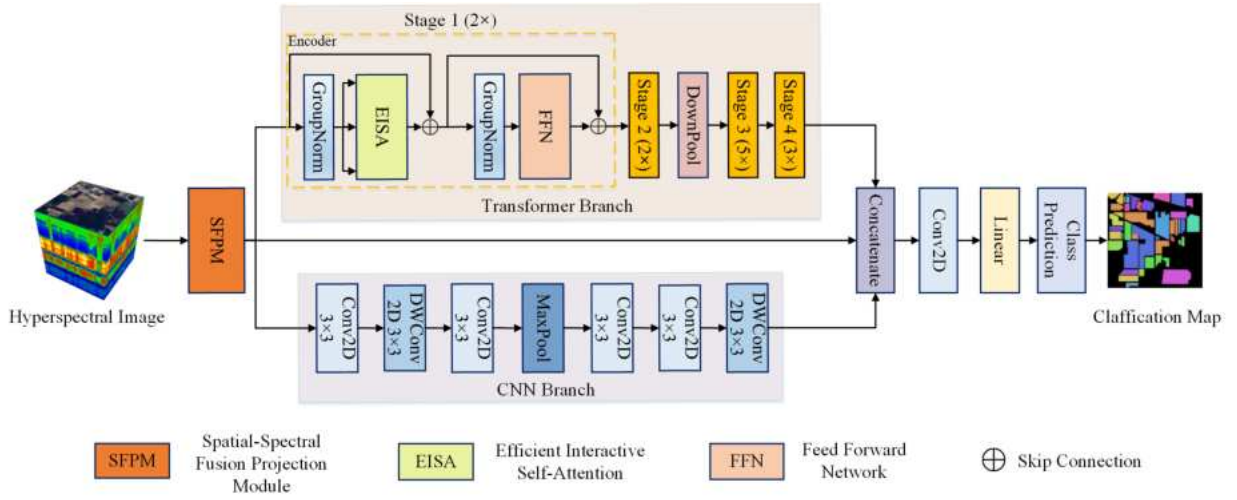 Stage 1 (2×)
Encoder
GroupNorm
EISA
GroupNorm
FFN
Stage 2 (2×)
DownPool
Stage 3 (5×)
Stage 4 (3×)
Transformer Branch
Hyperspectral Image
SFPM
Concatenate
Conv2D
Linear
Class
Prediction
Claffication Map
Conv2D
3×3
DWConv
2D 3×3
Conv2D
3×3
MaxPool
Conv2D
3×3
Conv2D
3×3
DWConv
2D 3×3
CNN Branch
SFPM
Spatial-Spectral
Fusion Projection
Module
EISA
Efficient Interactive
Self-Attention
FFN
Feed Forward
Network
Skip Connection